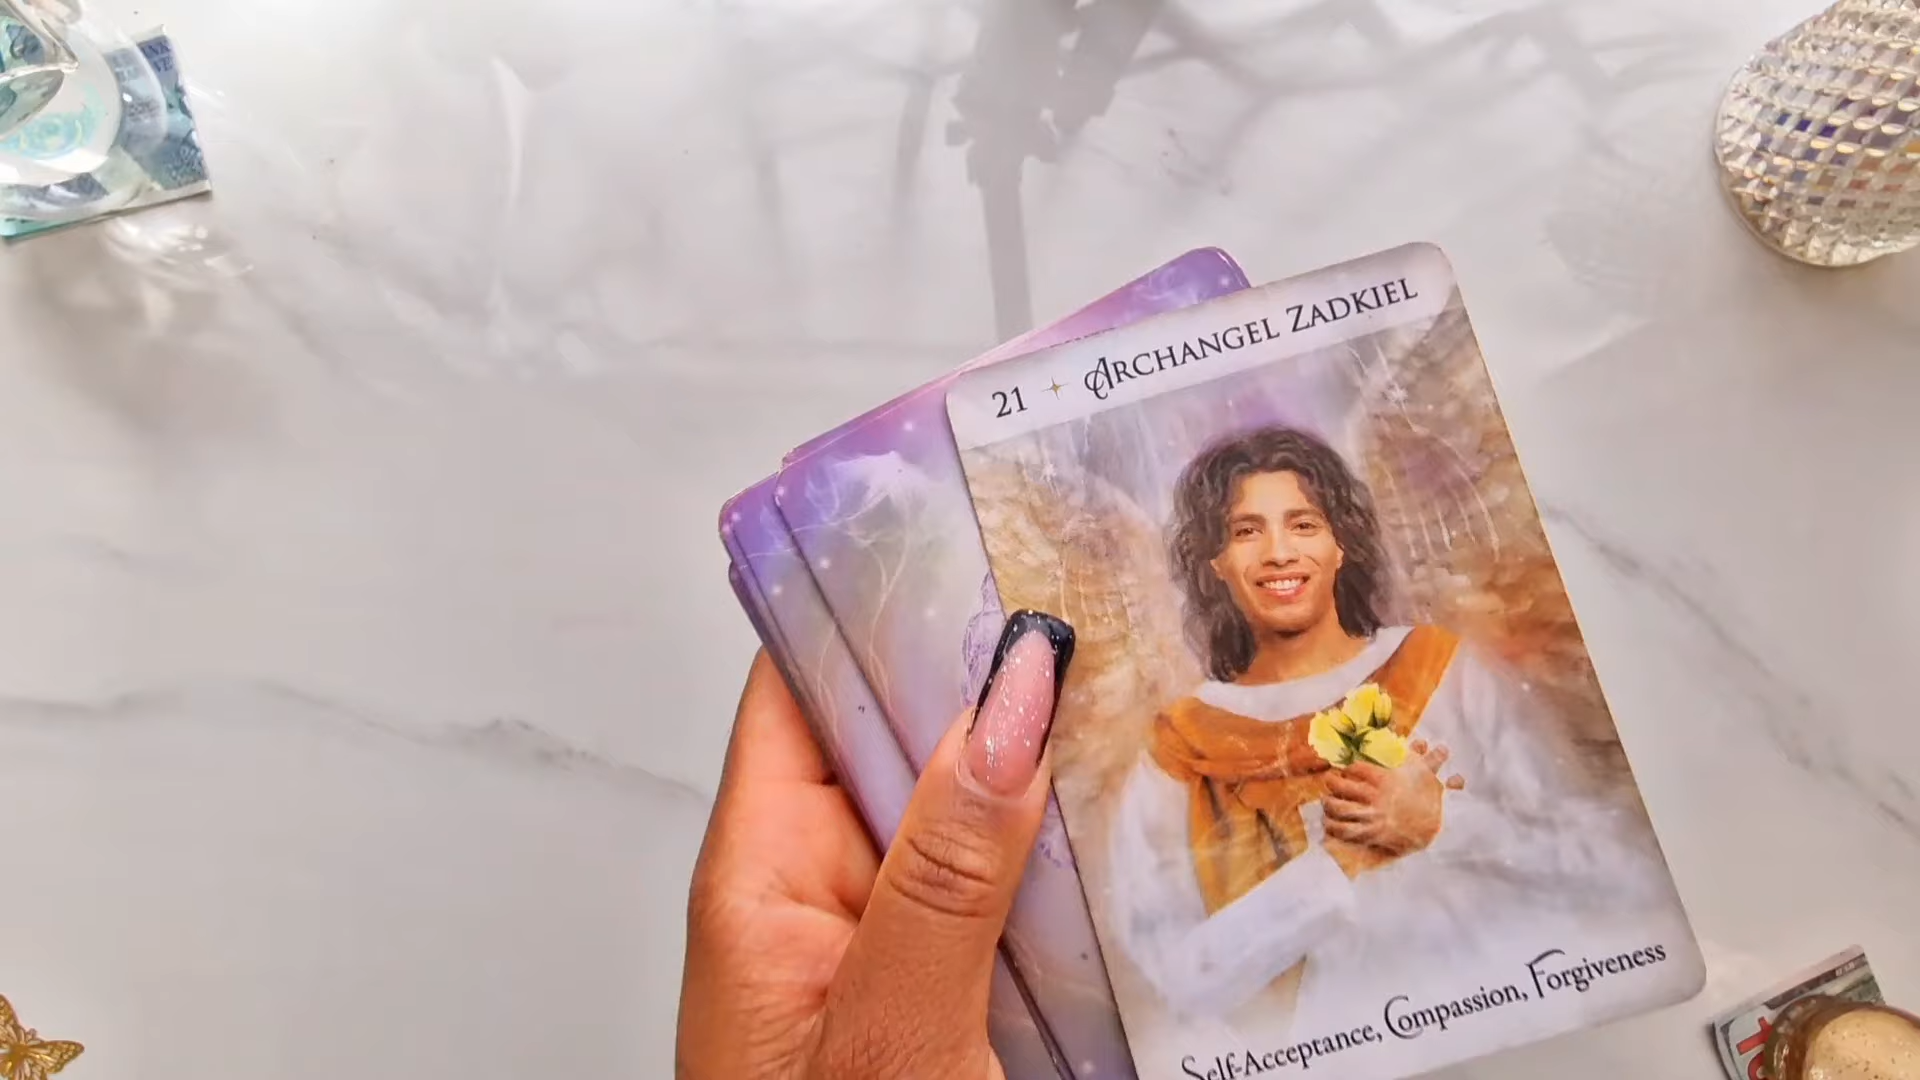 21 ✦ ARCHANGEL ZADKIEL
Self-Acceptance, Compassion, Forgiveness